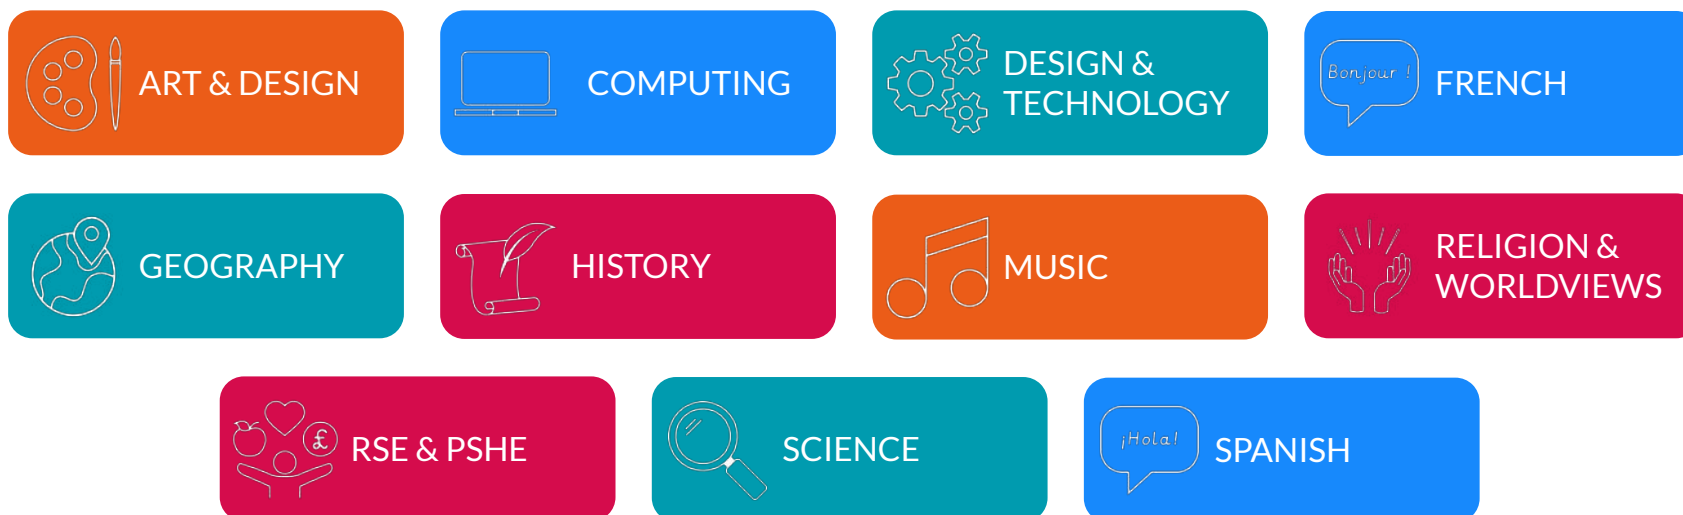 ART & DESIGN
COMPUTING
DESIGN &
TECHNOLOGY
Bonjour !
FRENCH
GEOGRAPHY
HISTORY
MUSIC
RELIGION &
WORLDVIEWS
£
RSE & PSHE
SCIENCE
¡Hola!
SPANISH